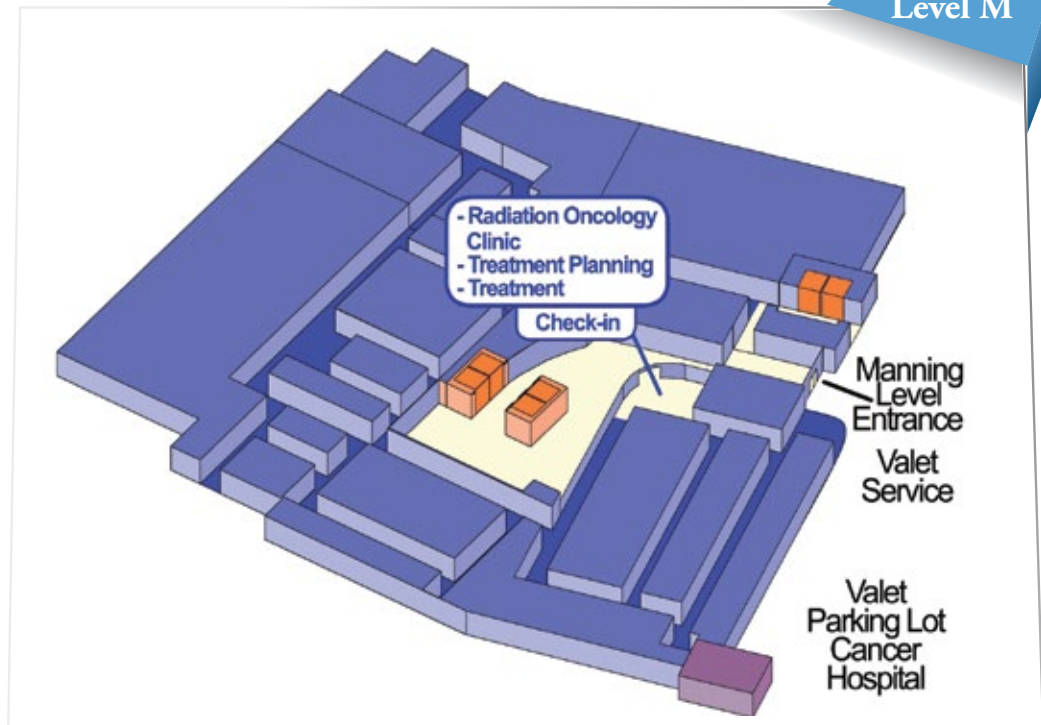 Level M
- Radiation Oncology
Clinic
- Treatment Planning
- Treatment
Check-in
Manning
Level
Entrance
Valet
Service
Valet
Parking Lot
Cancer
Hospital